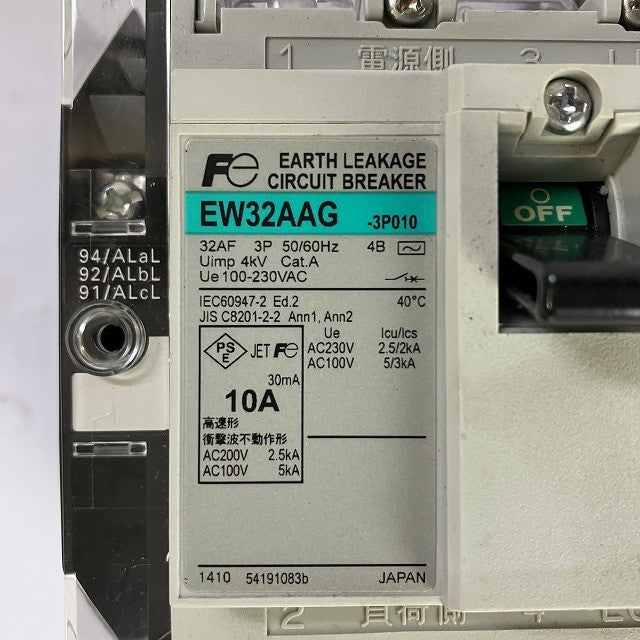 1 電源側 3
Fe EARTH LEAKAGE
CIRCUIT BREAKER
EW32AAG -3P010
OFF
32AF 3P 50/60Hz 4B
Uimp 4kV Cat.A
Ue 100-230VAC
94/ALaL
92/ALbL
91/ALcL
IEC60947-2 Ed.2 40°C
JIS C8201-2-2 Ann1, Ann2
Ue Icu/Ics
AC230V 2.5/2kA
AC100V 5/3kA
PS
E
JET Fe
30mA
10A
高速形
衝撃波不動作形
AC200V 2.5kA
AC100V 5kA
1410 54191083b JAPAN
2 負荷側 4